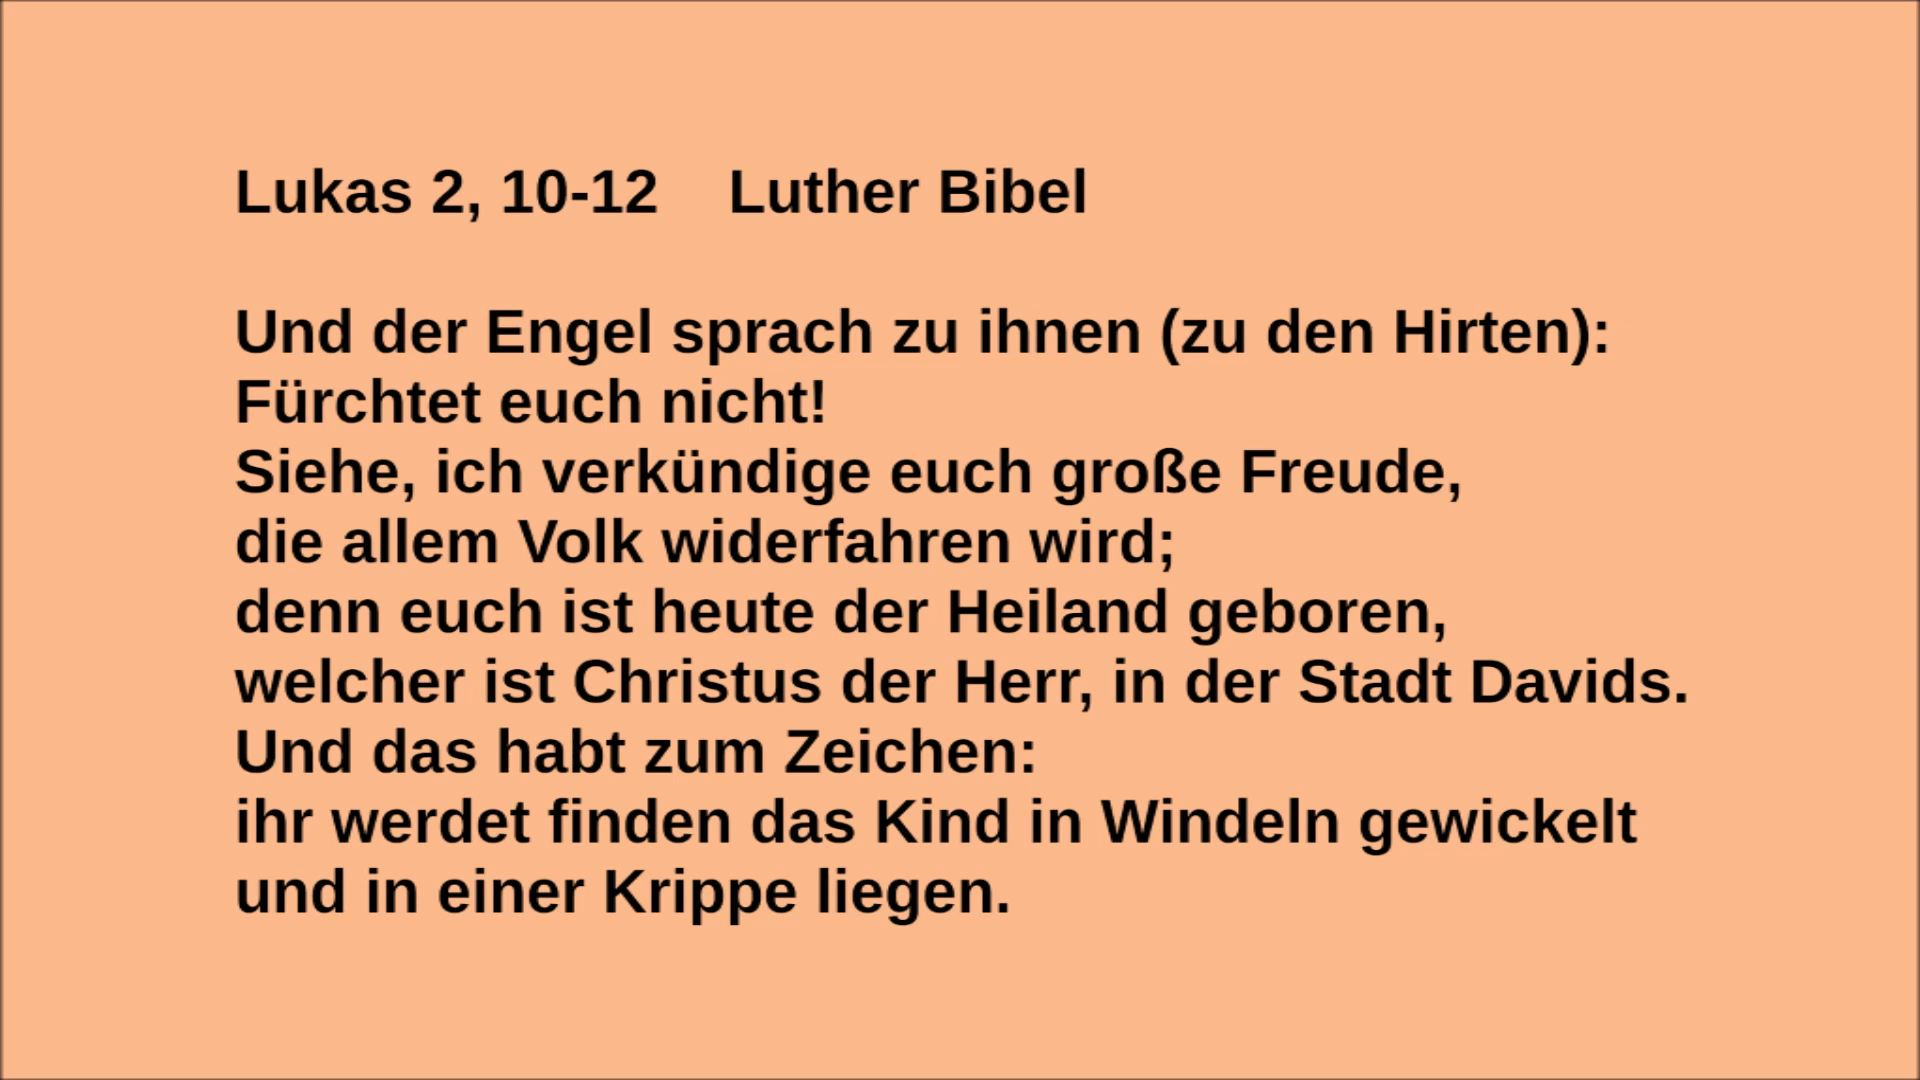 Lukas 2, 10-12    Luther Bibel
Und der Engel sprach zu ihnen (zu den Hirten):
Fürchtet euch nicht!
Siehe, ich verkündige euch große Freude,
die allem Volk widerfahren wird;
denn euch ist heute der Heiland geboren,
welcher ist Christus der Herr, in der Stadt Davids.
Und das habt zum Zeichen:
ihr werdet finden das Kind in Windeln gewickelt
und in einer Krippe liegen.